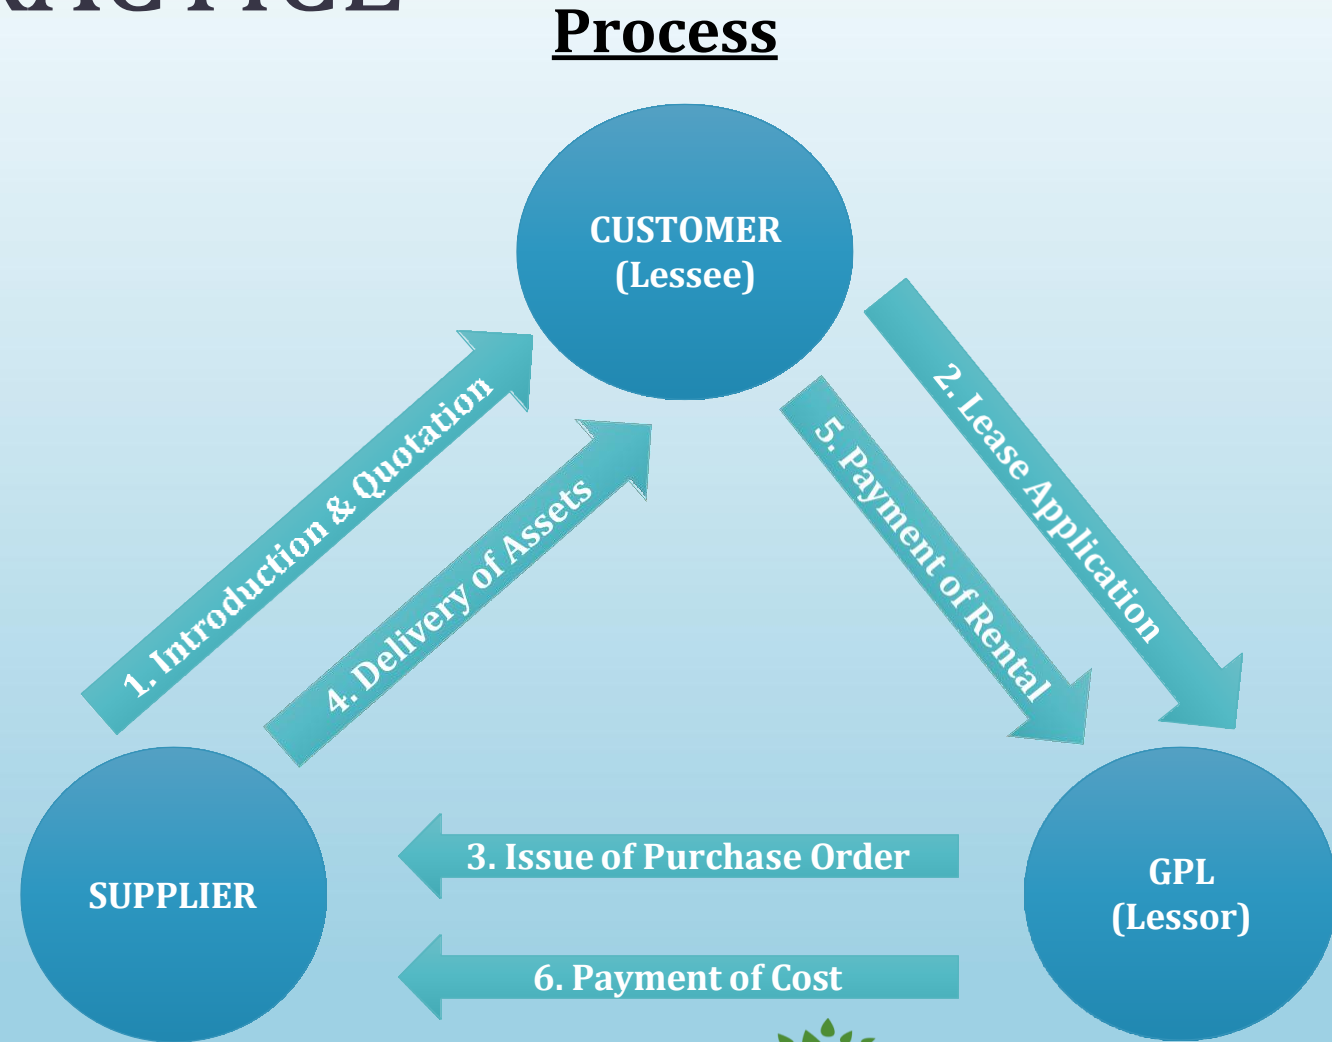 Process
CUSTOMER
(Lessee)
1. Introduction & Quotation
2. Lease Application
5. Payment of Rental
4. Delivery of Assets
3. Issue of Purchase Order
SUPPLIER
GPL
(Lessor)
6. Payment of Cost